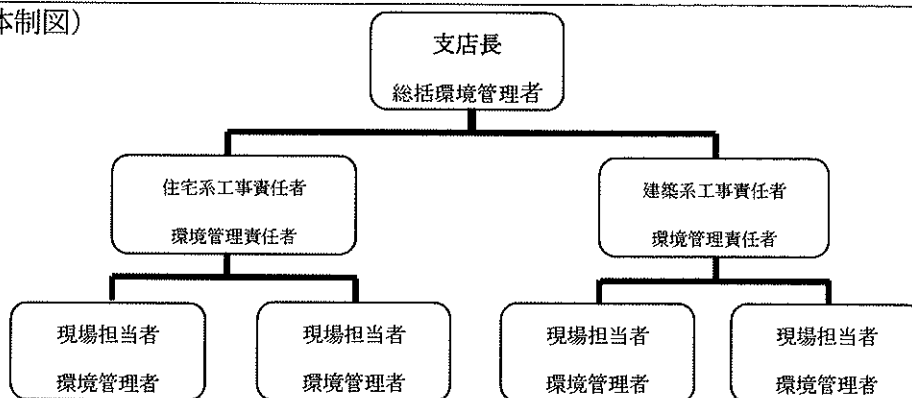 体制図）
支店長
総括環境管理者
住宅系工事責任者
環境管理責任者
建築系工事責任者
環境管理責任者
現場担当者
環境管理者
現場担当者
環境管理者
現場担当者
環境管理者
現場担当者
環境管理者